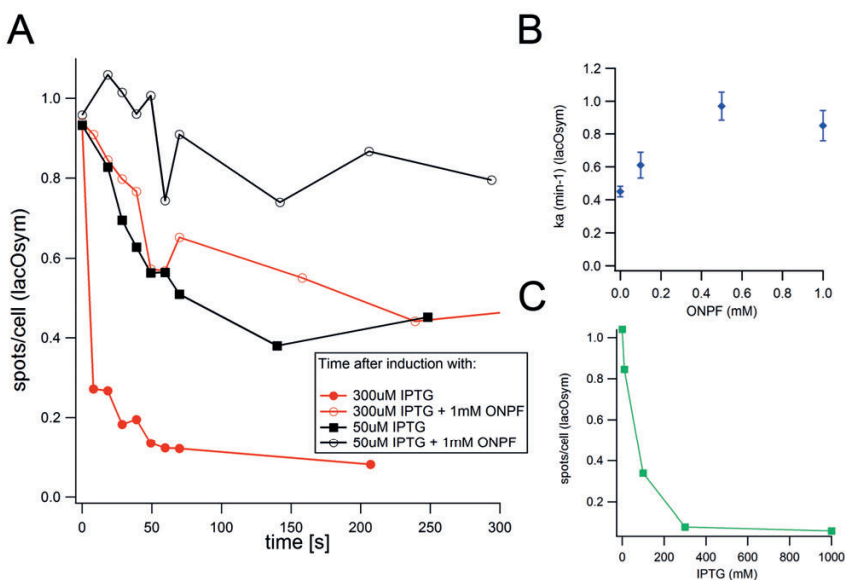 A
spots/cell (lacOsym)
1.0
0.8
0.6
0.4
0.2
0.0
0
50
100
150
200
250
300
time [s]
Time after induction with:
300uM IPTG
300uM IPTG + 1mM ONPF
50uM IPTG
50uM IPTG + 1mM ONPF
B
ka (min-1) (lacOsym)
1.2
1.0
0.8
0.6
0.4
0.2
0.0
0.0
0.2
0.4
0.6
0.8
1.0
ONPF (mM)
C
spots/cell (lacOsym)
1.0
0.8
0.6
0.4
0.2
0
200
400
600
800
1000
IPTG (mM)